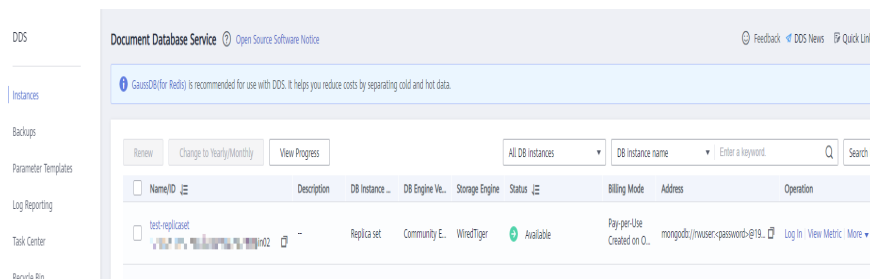 DDS
Document Database Service Open Source Software Notice
Feedback DDS News Quick Lin
GaussDB(for Redis) is recommended for use with DDS. It helps you reduce costs by separating cold and hot data.
Instances
Backups
Parameter Templates
Log Reporting
Task Center
Recycle Bin
Renew Change to Yearly/Monthly View Progress All DB instances DB instance name Enter a keyword. Search
Name/ID Description DB Instance ... DB Engine Ve... Storage Engine Status Billing Mode Address Operation
test-replicaset
in02 -- Replica set Community E... WiredTiger Available
Pay-per-Use
Created on O...
mongodb://rwuser:<password>@19... Log In View Metric More